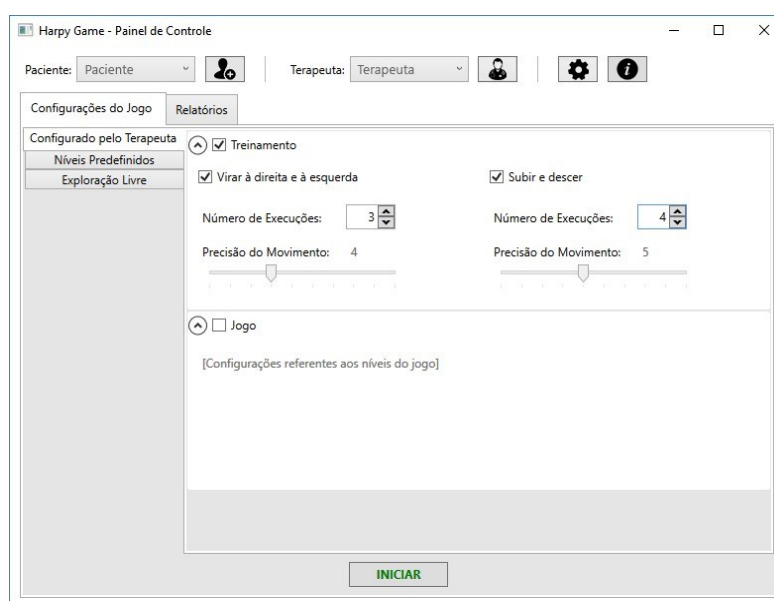 Harpy Game - Painel de Controle
Paciente: Paciente Terapeuta: Terapeuta
Configurações do Jogo Relatórios
Configurado pelo Terapeuta
Níveis Predefinidos
Exploração Livre
Treinamento
Virar à direita e à esquerda Subir e descer
Número de Execuções: 3 Número de Execuções: 4
Precisão do Movimento: 4 Precisão do Movimento: 5
Jogo
[Configurações referentes aos níveis do jogo]
INICIAR